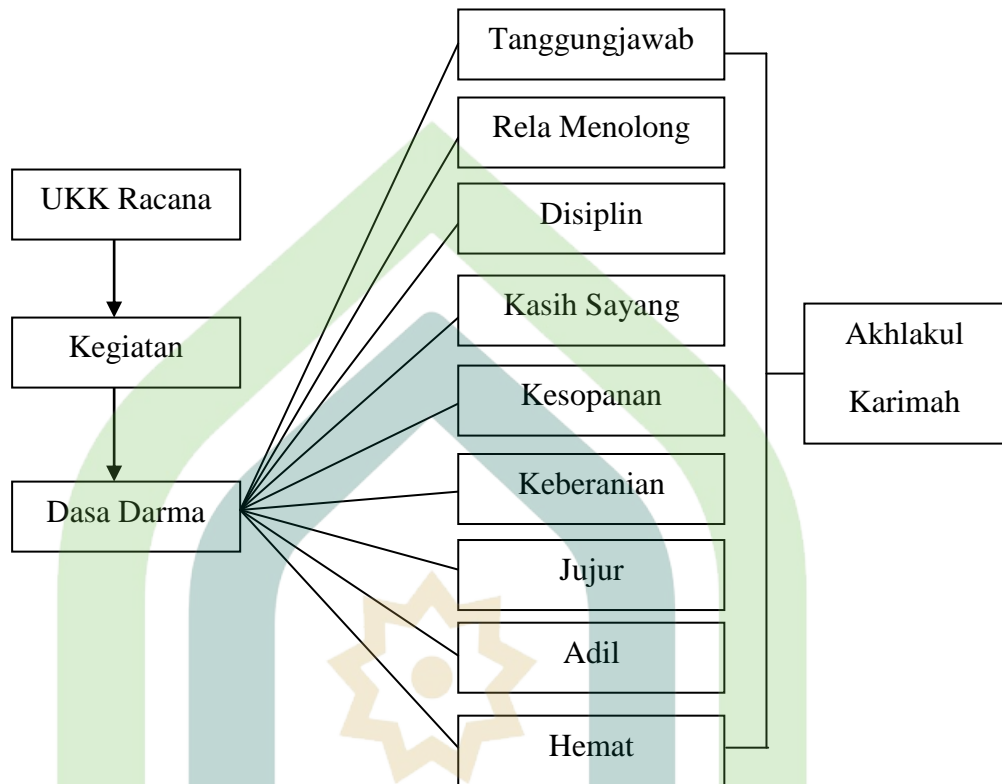 UKK Racana
Kegiatan
Dasa Darma
Tanggungjawab
Rela Menolong
Disiplin
Kasih Sayang
Kesopanan
Keberanian
Jujur
Adil
Hemat
Akhlakul
Karimah